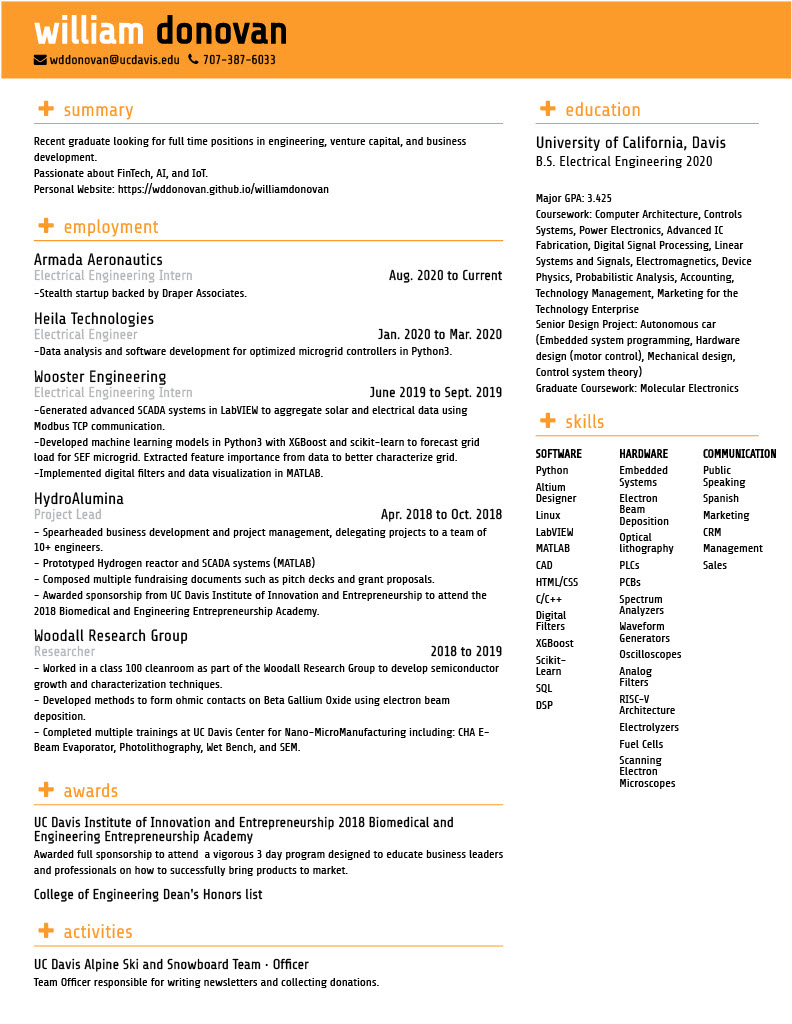 william donovan
wddonovan@ucdavis.edu 707-387-6033
summary
Recent graduate looking for full time positions in engineering, venture capital, and business
development.
Passionate about FinTech, AI, and IoT.
Personal Website: https://wddonovan.github.io/williamdonovan
employment
Armada Aeronautics
Electrical Engineering Intern Aug. 2020 to Current
-Stealth startup backed by Draper Associates.
Heila Technologies
Electrical Engineer Jan. 2020 to Mar. 2020
-Data analysis and software development for optimized microgrid controllers in Python3.
Wooster Engineering
Electrical Engineering Intern June 2019 to Sept. 2019
-Generated advanced SCADA systems in LabVIEW to aggregate solar and electrical data using
Modbus TCP communication.
-Developed machine learning models in Python3 with XGBoost and scikit-learn to forecast grid
load for SEF microgrid. Extracted feature importance from data to better characterize grid.
-Implemented digital filters and data visualization in MATLAB.
HydroAlumina
Project Lead Apr. 2018 to Oct. 2018
- Spearheaded business development and project management, delegating projects to a team of
10+ engineers.
- Prototyped Hydrogen reactor and SCADA systems (MATLAB)
- Composed multiple fundraising documents such as pitch decks and grant proposals.
- Awarded sponsorship from UC Davis Institute of Innovation and Entrepreneurship to attend the
2018 Biomedical and Engineering Entrepreneurship Academy.
Woodall Research Group
Researcher 2018 to 2019
- Worked in a class 100 cleanroom as part of the Woodall Research Group to develop semiconductor
growth and characterization techniques.
- Developed methods to form ohmic contacts on Beta Gallium Oxide using electron beam
deposition.
- Completed multiple trainings at UC Davis Center for Nano-MicroManufacturing including: CHA E-
Beam Evaporator, Photolithography, Wet Bench, and SEM.
awards
UC Davis Institute of Innovation and Entrepreneurship 2018 Biomedical and
Engineering Entrepreneurship Academy
Awarded full sponsorship to attend a vigorous 3 day program designed to educate business leaders
and professionals on how to successfully bring products to market.
College of Engineering Dean's Honors list
activities
UC Davis Alpine Ski and Snowboard Team · Officer
Team Officer responsible for writing newsletters and collecting donations.
education
University of California, Davis
B.S. Electrical Engineering 2020
Major GPA: 3.425
Coursework: Computer Architecture, Controls
Systems, Power Electronics, Advanced IC
Fabrication, Digital Signal Processing, Linear
Systems and Signals, Electromagnetics, Device
Physics, Probabilistic Analysis, Accounting,
Technology Management, Marketing for the
Technology Enterprise
Senior Design Project: Autonomous car
(Embedded system programming, Hardware
design (motor control), Mechanical design,
Control system theory)
Graduate Coursework: Molecular Electronics
skills
SOFTWARE
Python
Altium
Designer
Linux
LabVIEW
MATLAB
CAD
HTML/CSS
C/C++
Digital
Filters
XGBoost
Scikit-
Learn
SQL
DSP
HARDWARE
Embedded
Systems
Electron
Beam
Deposition
Optical
lithography
PLCs
PCBs
Spectrum
Analyzers
Waveform
Generators
Oscilloscopes
Analog
Filters
RISC-V
Architecture
Electrolyzers
Fuel Cells
Scanning
Electron
Microscopes
COMMUNICATION
Public
Speaking
Spanish
Marketing
CRM
Management
Sales